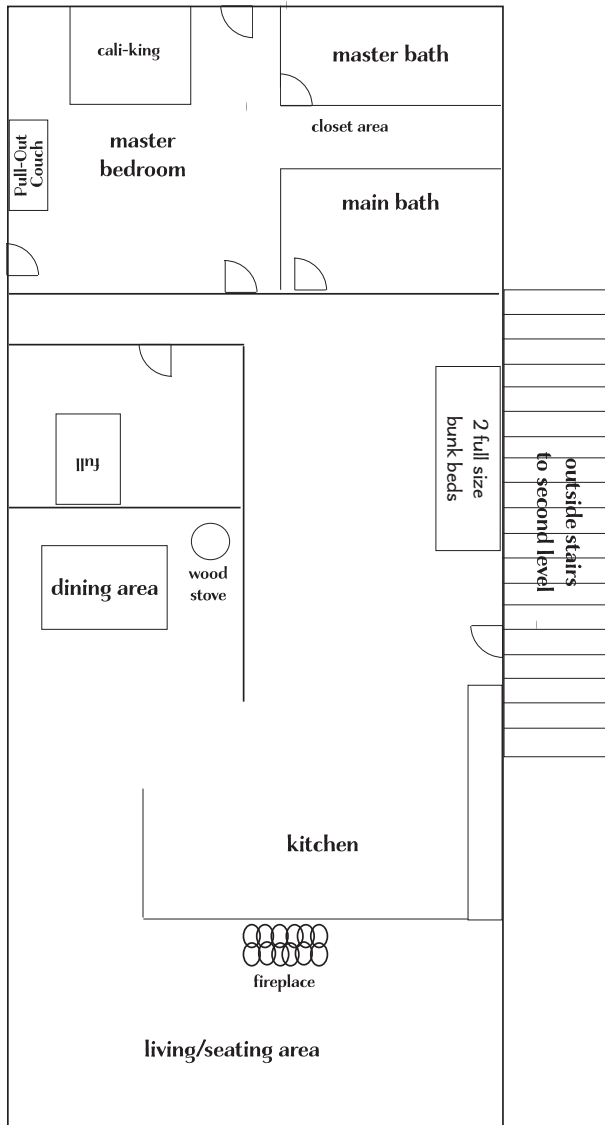 cali-king
master bath
Pull-Out
Couch
master
bedroom
closet area
main bath
2 full size
bunk beds
full
outside stairs
to second level
wood
stove
dining area
kitchen
fireplace
living/seating area